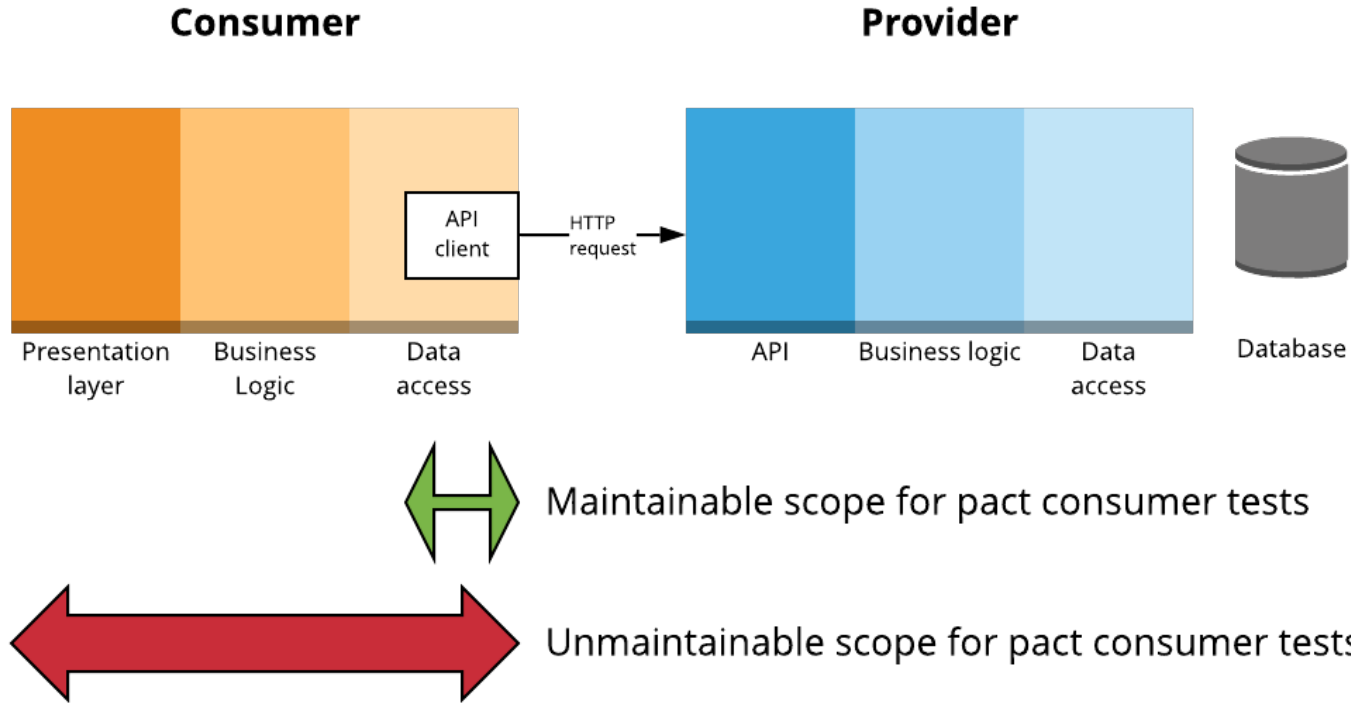 Consumer
Provider
API
client
HTTP
request
Presentation
layer
Business
Logic
Data
access
API
Business logic
Data
access
Database
Maintainable scope for pact consumer tests
Unmaintainable scope for pact consumer tests